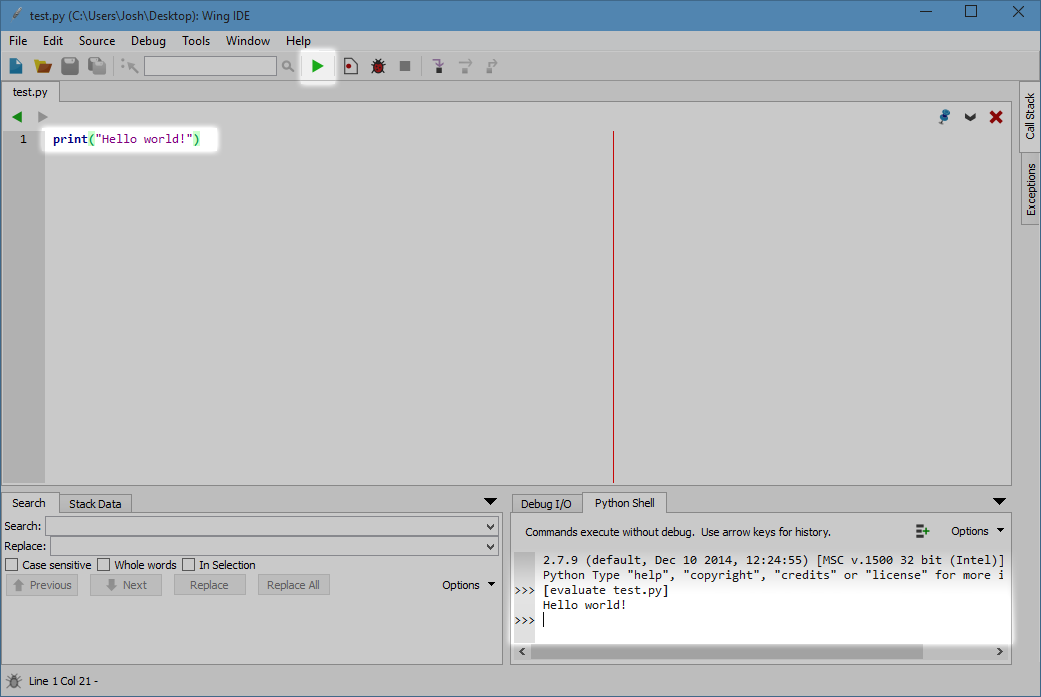 test.py (C:\Users\Josh\Desktop): Wing IDE
File Edit Source Debug Tools Window Help
test.py
1 print("Hello world!")
Call Stack
Exceptions
Search Stack Data
Search:
Replace:
Case sensitive Whole words In Selection
Previous Next Replace Replace All Options
Debug I/O Python Shell
Commands execute without debug. Use arrow keys for history. Options
2.7.9 (default, Dec 10 2014, 12:24:55) [MSC v.1500 32 bit (Intel)]
Python Type "help", "copyright", "credits" or "license" for more i
>>> [evaluate test.py]
Hello world!
>>>
Line 1 Col 21 -